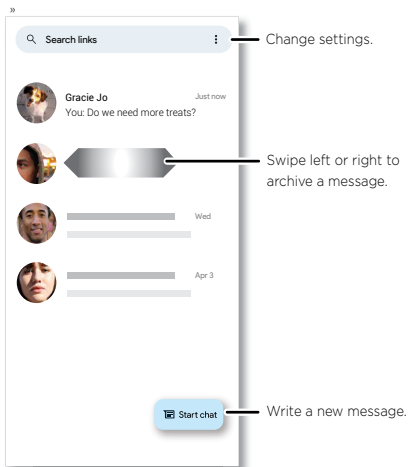 »
Search links
Change settings.
Gracie Jo
Just now
You: Do we need more treats?
Swipe left or right to
archive a message.
Wed
Apr 3
Start chat
Write a new message.